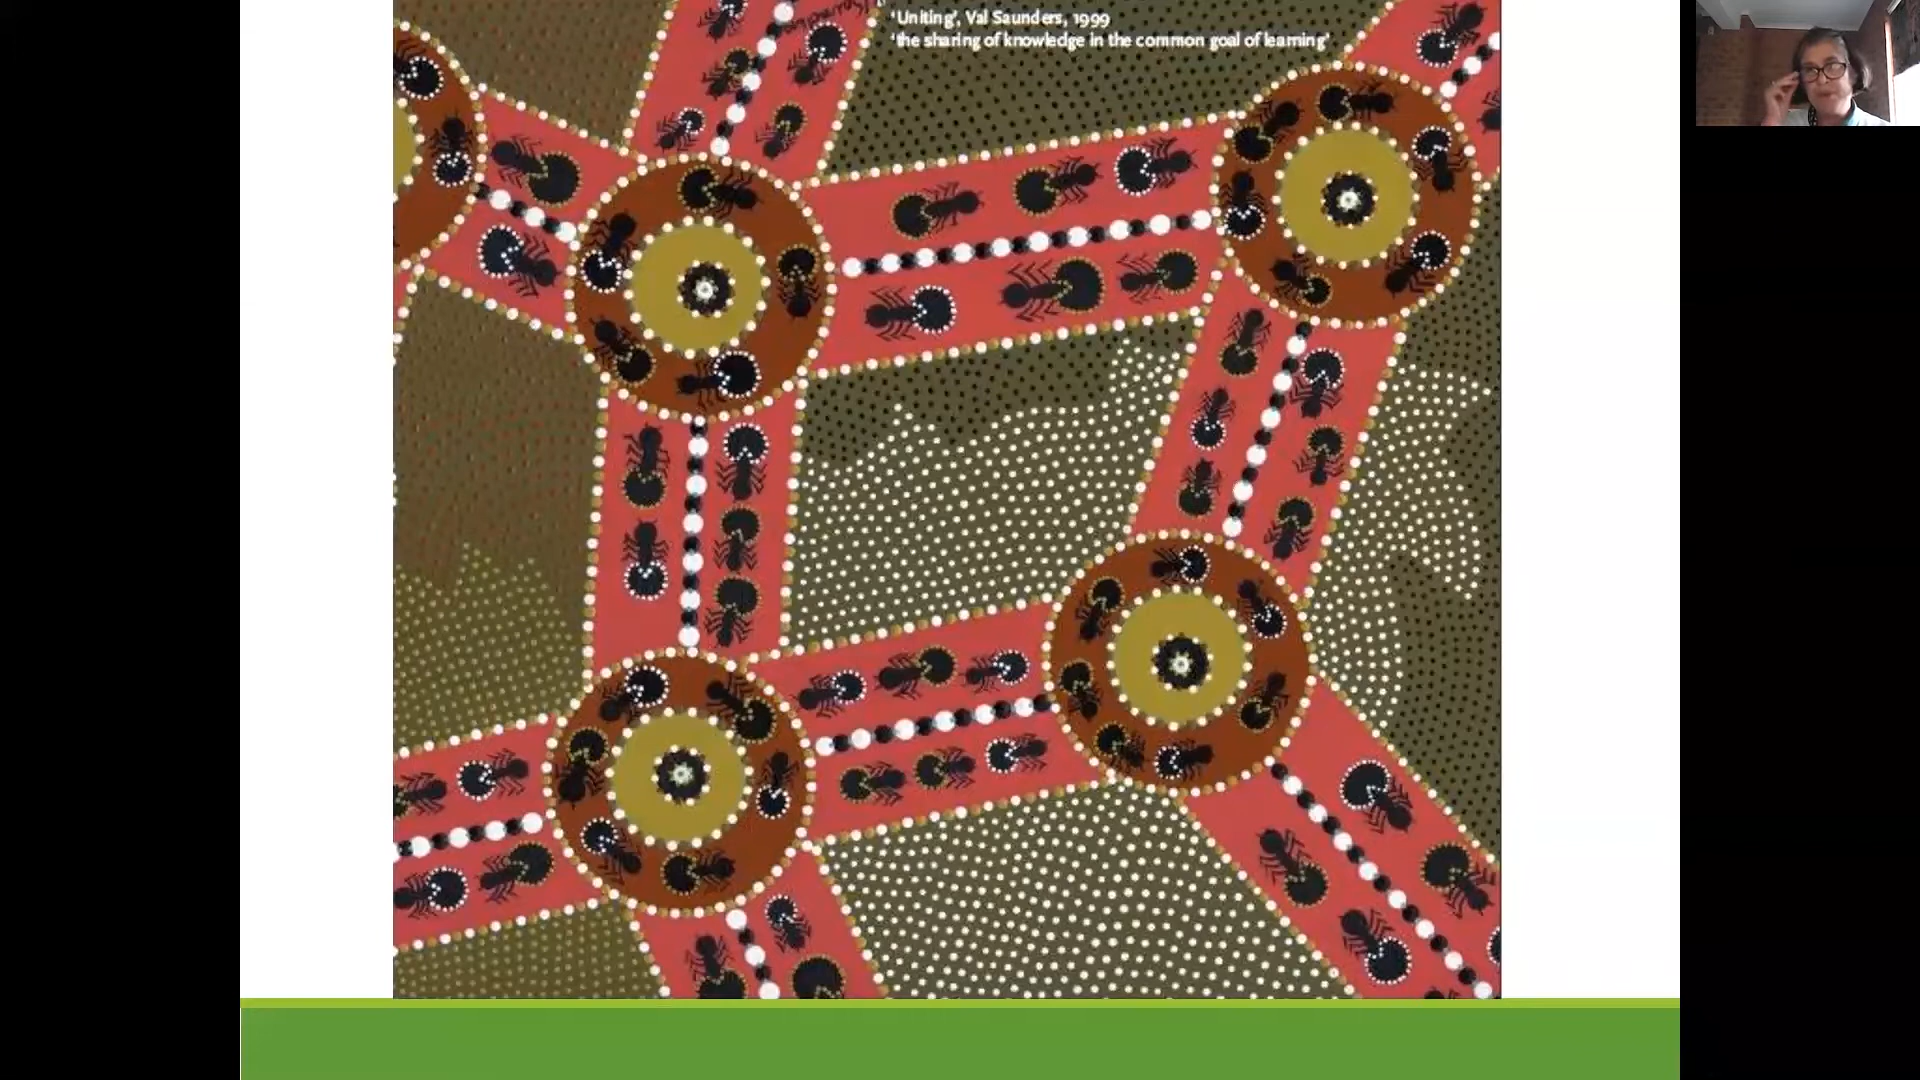 ‘Uniting’, Val Saunders, 1999
‘the sharing of knowledge in the common goal of learning’